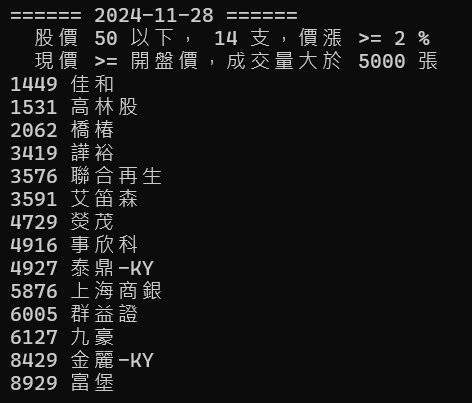 ====== 2024-11-28 ======
股價 50 以下， 14 支，價漲 >= 2 %
現價 >= 開盤價，成交量大於 5000 張
1449 佳和
1531 高林股
2062 橋椿
3419 譁裕
3576 聯合再生
3591 艾笛森
4729 熒茂
4916 事欣科
4927 泰鼎-KY
5876 上海商銀
6005 群益證
6127 九豪
8429 金麗-KY
8929 富堡